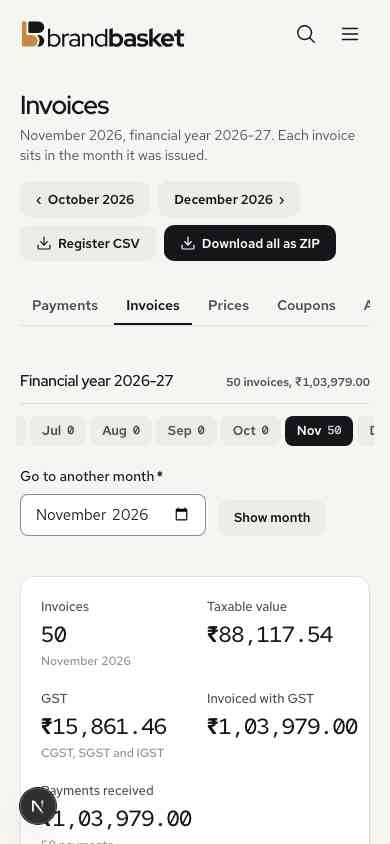 brandbasket
Invoices
November 2026, financial year 2026-27. Each invoice
sits in the month it was issued.
‹ October 2026
December 2026 ›
Register CSV
Download all as ZIP
Payments Invoices Prices Coupons A
Financial year 2026-27
50 invoices, ₹1,03,979.00
Jul 0 Aug 0 Sep 0 Oct 0 Nov 50 D
Go to another month *
November 2026
Show month
Invoices
50
November 2026
Taxable value
₹88,117.54
GST
₹15,861.46
CGST, SGST and IGST
Invoiced with GST
₹1,03,979.00
Payments received
₹1,03,979.00
50 payments
N